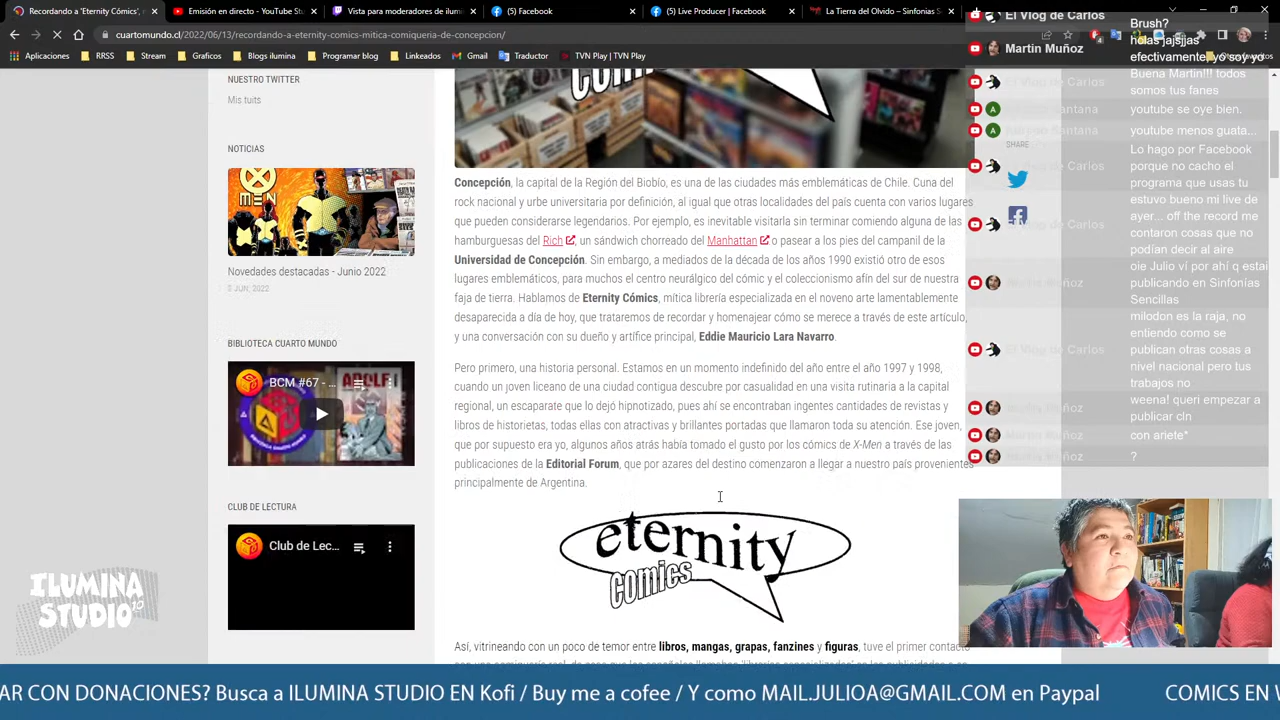 Recordando a 'Eternity Cómics',
Emisión en directo - YouTube Stu
Vista para moderadores de ilumin
(5) Facebook
(5) Live Producer | Facebook
La Tierra del Olvido – Sinfonías S
cuartomundo.cl/2022/06/13/recordando-a-eternity-comics-mitica-comiqueria-de-concepcion/
Aplicaciones
RRSS
Stream
Graficos
Blogs ilumina
Programas
Portafolios
Linkeados
Gmail
Traductor
TVN Play | TVN Play
Otros favoritos
NUESTRO TWITTER
Mis tuits
NOTICIAS
X MEN
Novedades destacadas - Junio 2022
JUN, 2022
BIBLIOTECA CUARTO MUNDO
BCM #67 - ...
CLUB DE LECTURA
Club de Lec...
comics
Concepción, la capital de la Región del Biobío, es una de las ciudades más emblemáticas de Chile. Cuna del
rock nacional y urbe universitaria por definición, al igual que otras localidades del país cuenta con varios lugares
que pueden considerarse legendarios. Por ejemplo, es inevitable visitarla sin terminar comiendo alguna de las
hamburguesas del Rich, un sándwich chorreado del Manhattan o pasear a los pies del campanil de la
Universidad de Concepción. Sin embargo, a mediados de la década de los años 1990 existió otro de esos
lugares emblemáticos, para muchos el centro neurálgico del cómic y el coleccionismo afín del sur de nuestra
faja de tierra. Hablamos de Eternity Cómics, mítica librería especializada en el noveno arte lamentablemente
desaparecida a día de hoy, que trataremos de recordar y homenajear cómo se merece a través de este artículo,
y una conversación con su dueño y artífice principal, Eddie Mauricio Lara Navarro.
Pero primero, una historia personal. Estamos en un momento indefinido del año entre el año 1997 y 1998,
cuando un joven liceano de una ciudad contigua descubre por casualidad en una visita rutinaria a la capital
regional, un escaparate que lo dejó hipnotizado, pues ahí se encontraban ingentes cantidades de revistas y
libros de historietas, todas ellas con atractivas y brillantes portadas que llamaron toda su atención. Ese joven,
que por supuesto era yo, algunos años atrás había tomado el gusto por los cómics de X-Men a través de las
publicaciones de la Editorial Forum, que por azares del destino comenzaron a llegar a nuestro país provenientes
principalmente de Argentina.
eternity
comics
Así, vitrineando con un poco de temor entre libros, mangas, grapas, fanzines y figuras, tuve el primer contacto
SHARE
El Vlog de Carlos
Brush?
holas jajsjjas
Martin Muñoz
efectivamente yo soy yo
El Vlog de Carlos
Buena Martin!!! todos
somos tus fanes
youtube se oye bien.
youtube menos guata...
Lo hago por Facebook
porque no cacho el
programa que usas tu
estuvo bueno mi live de
ayer... off the record me
contaron cosas que no
podían decir al aire
oie Julio ví por ahí q estai
publicando en Sinfonías
Sencillas
milodon es la raja, no
entiendo como se
publican otras cosas a
nivel nacional pero tus
trabajos no
El Vlog de Carlos
weena! queri empezar a
publicar cln
Martin Muñoz
con ariete*
?
ILUMINA
STUDIO
AR CON DONACIONES? Busca a ILUMINA STUDIO EN Kofi / Buy me a cofee / Y como MAIL.JULIOA@GMAIL.COM en Paypal
COMICS EN